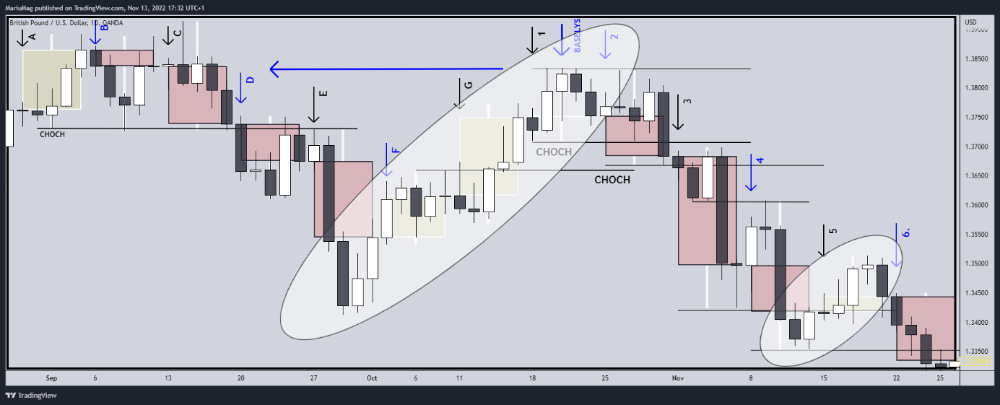 MariuMag published on TradingView.com, Nov 13, 2022 17:32 UTC+1
British Pound / U.S. Dollar, 1D, OANDA
USD
A
B
C
D
E
F
G
1
BASELYS
2
3
4
5
6.
CHOCH
CHOCH
CHOCH
1.39000
1.38500
1.38000
1.37500
1.37000
1.36500
1.36000
1.35500
1.35000
1.34500
1.34000
1.33500
Sep
6
13
20
27
Oct
6
11
18
25
Nov
8
15
22
25
TradingView